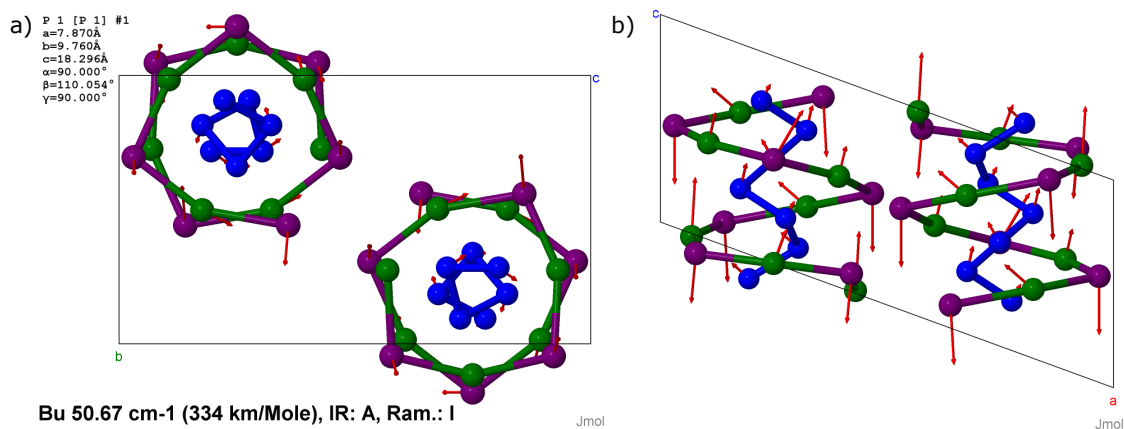 a)
P 1 [P 1] #1
a=7.870Å
b=9.760Å
c=18.296Å
α=90.000°
β=110.054°
γ=90.000°
c
b
Bu 50.67 cm-1 (334 km/Mole), IR: A, Ram.: I
Jmol
b)
c
a
Jmol